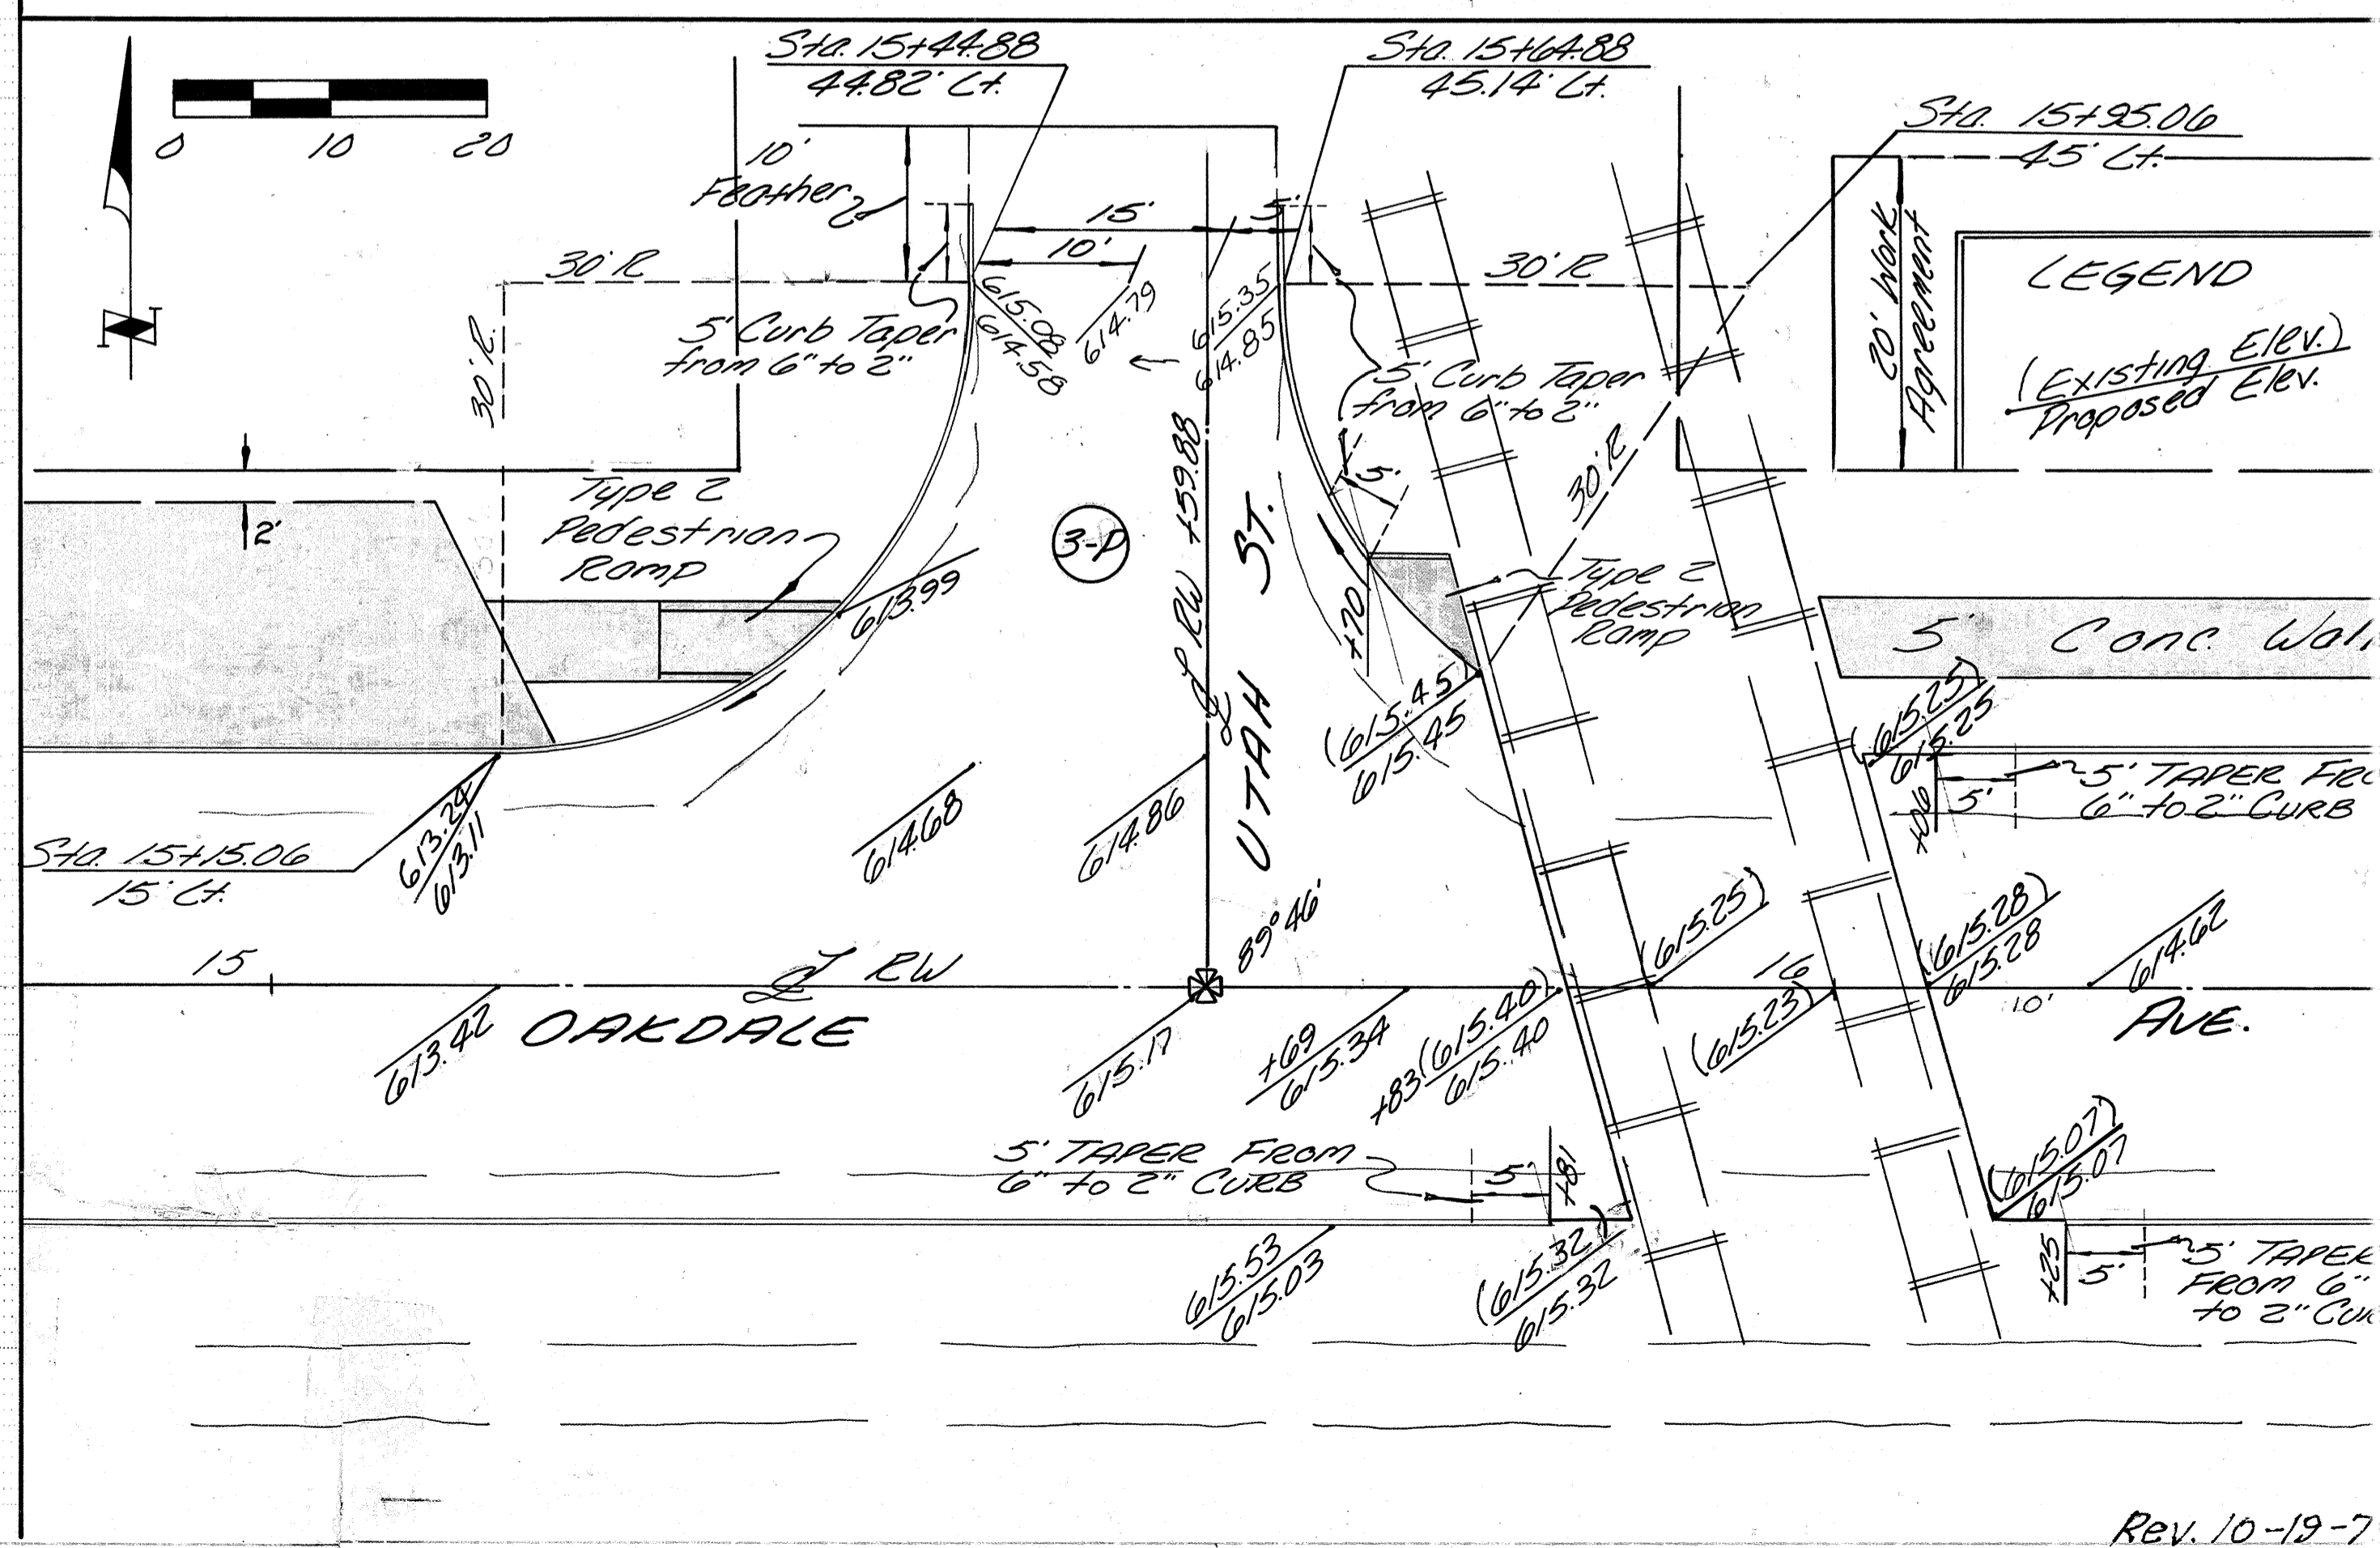 Sta. 15+44.88
44.82' Lt.
Sta. 15+64.88
45.14' Lt.
Sta. 15+95.06
45' Lt.
0 10 20
10'
Feather
15'
5'
10'
30' R
30' R
30' R.
20' Work
Agreement
LEGEND
(Existing Elev.)
Proposed Elev.
5' Curb Taper
from 6" to 2"
615.08
614.58
614.79
615.35
614.85
5' Curb Taper
from 6" to 2"
N
2'
Type 2
Pedestrian
Ramp
613.99
3-P
℄ RW +59.88
UTAH ST.
5'
30' R
+20
Type 2
Pedestrian
Ramp
5' Conc. Wal
(615.45)
615.45
(615.25)
615.25
+06
5'
5' TAPER FRO
6" to 2" CURB
Sta. 15+15.06
15' Lt.
613.24
613.11
614.68
614.86
89°46'
(615.25)
(615.28)
615.28
614.62
15
℄ RW
16
10'
613.42
OAKDALE
AVE.
615.17
+69
615.34
+83 (615.40)
615.40
(615.23)
5' TAPER FROM
6" to 2" CURB
5'
+81
(615.07)
615.07
615.53
615.03
(615.32)
615.32
+25
5'
5' TAPER
FROM 6"
to 2" CUR
Rev. 10-19-7